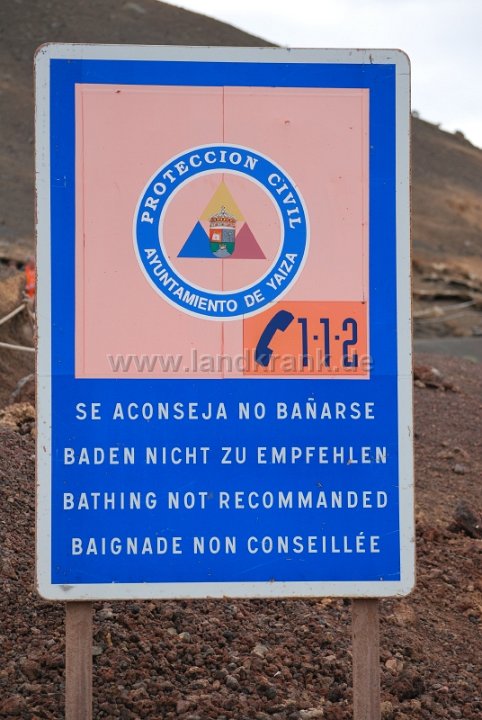 PROTECCION CIVIL
AYUNTAMIENTO DE YAIZA
1-1-2
www.landkrank.de
SE ACONSEJA NO BAÑARSE
BADEN NICHT ZU EMPFEHLEN
BATHING NOT RECOMMANDED
BAIGNADE NON CONSEILLÉE